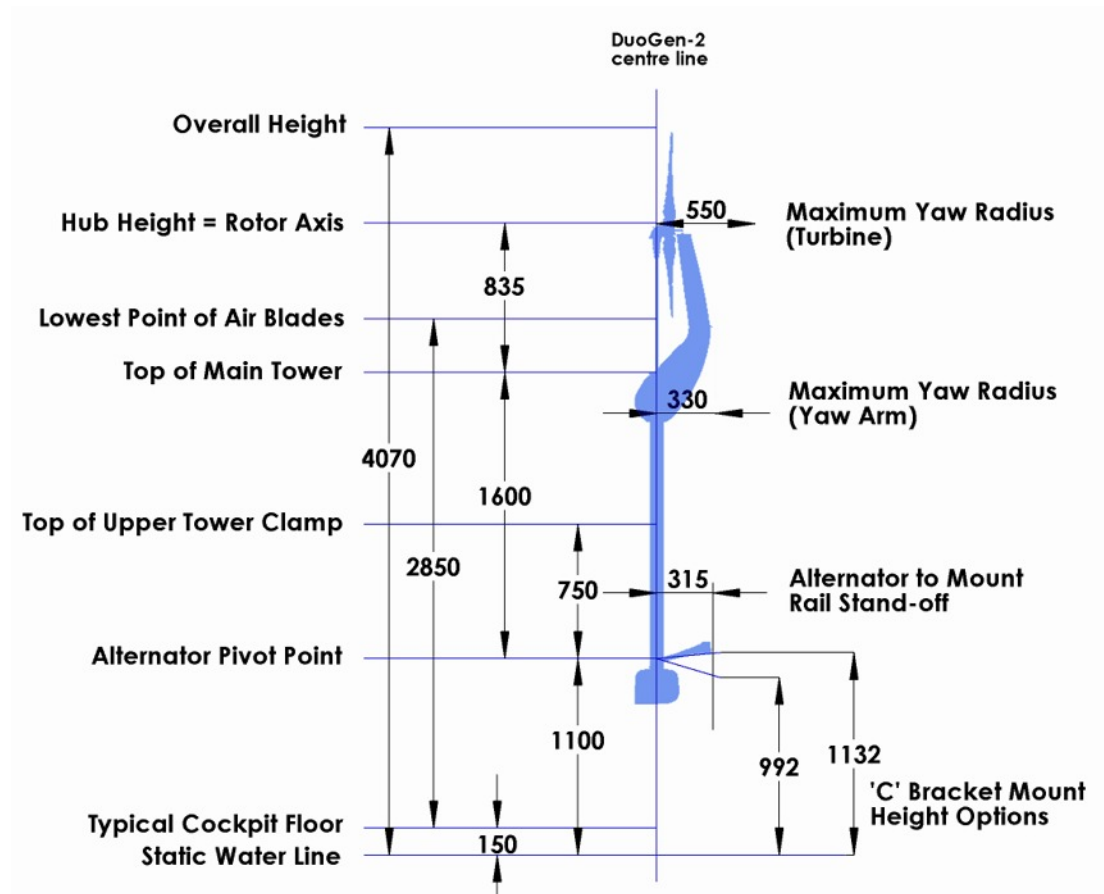 DuoGen-2
centre line
Overall Height
Hub Height = Rotor Axis
550
Maximum Yaw Radius
(Turbine)
835
Lowest Point of Air Blades
Top of Main Tower
330
Maximum Yaw Radius
(Yaw Arm)
4070
1600
Top of Upper Tower Clamp
2850
750
315
Alternator to Mount
Rail Stand-off
Alternator Pivot Point
1100
992
1132
'C' Bracket Mount
Height Options
Typical Cockpit Floor
150
Static Water Line